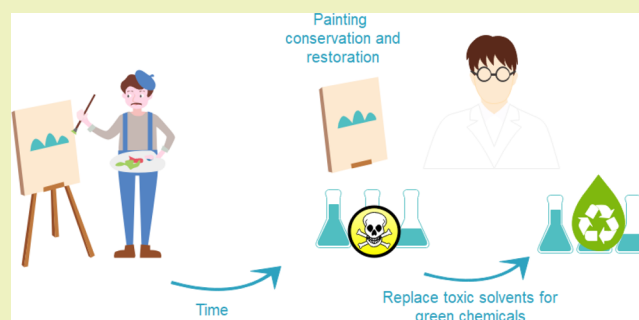 Painting
conservation and
restoration
Time
Replace toxic solvents for
green chemicals